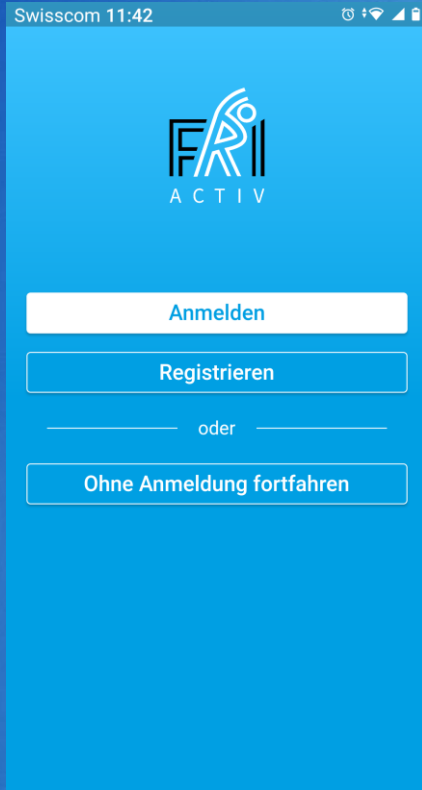 Swisscom 11:42
FRI
ACTIV
Anmelden
Registrieren
oder
Ohne Anmeldung fortfahren